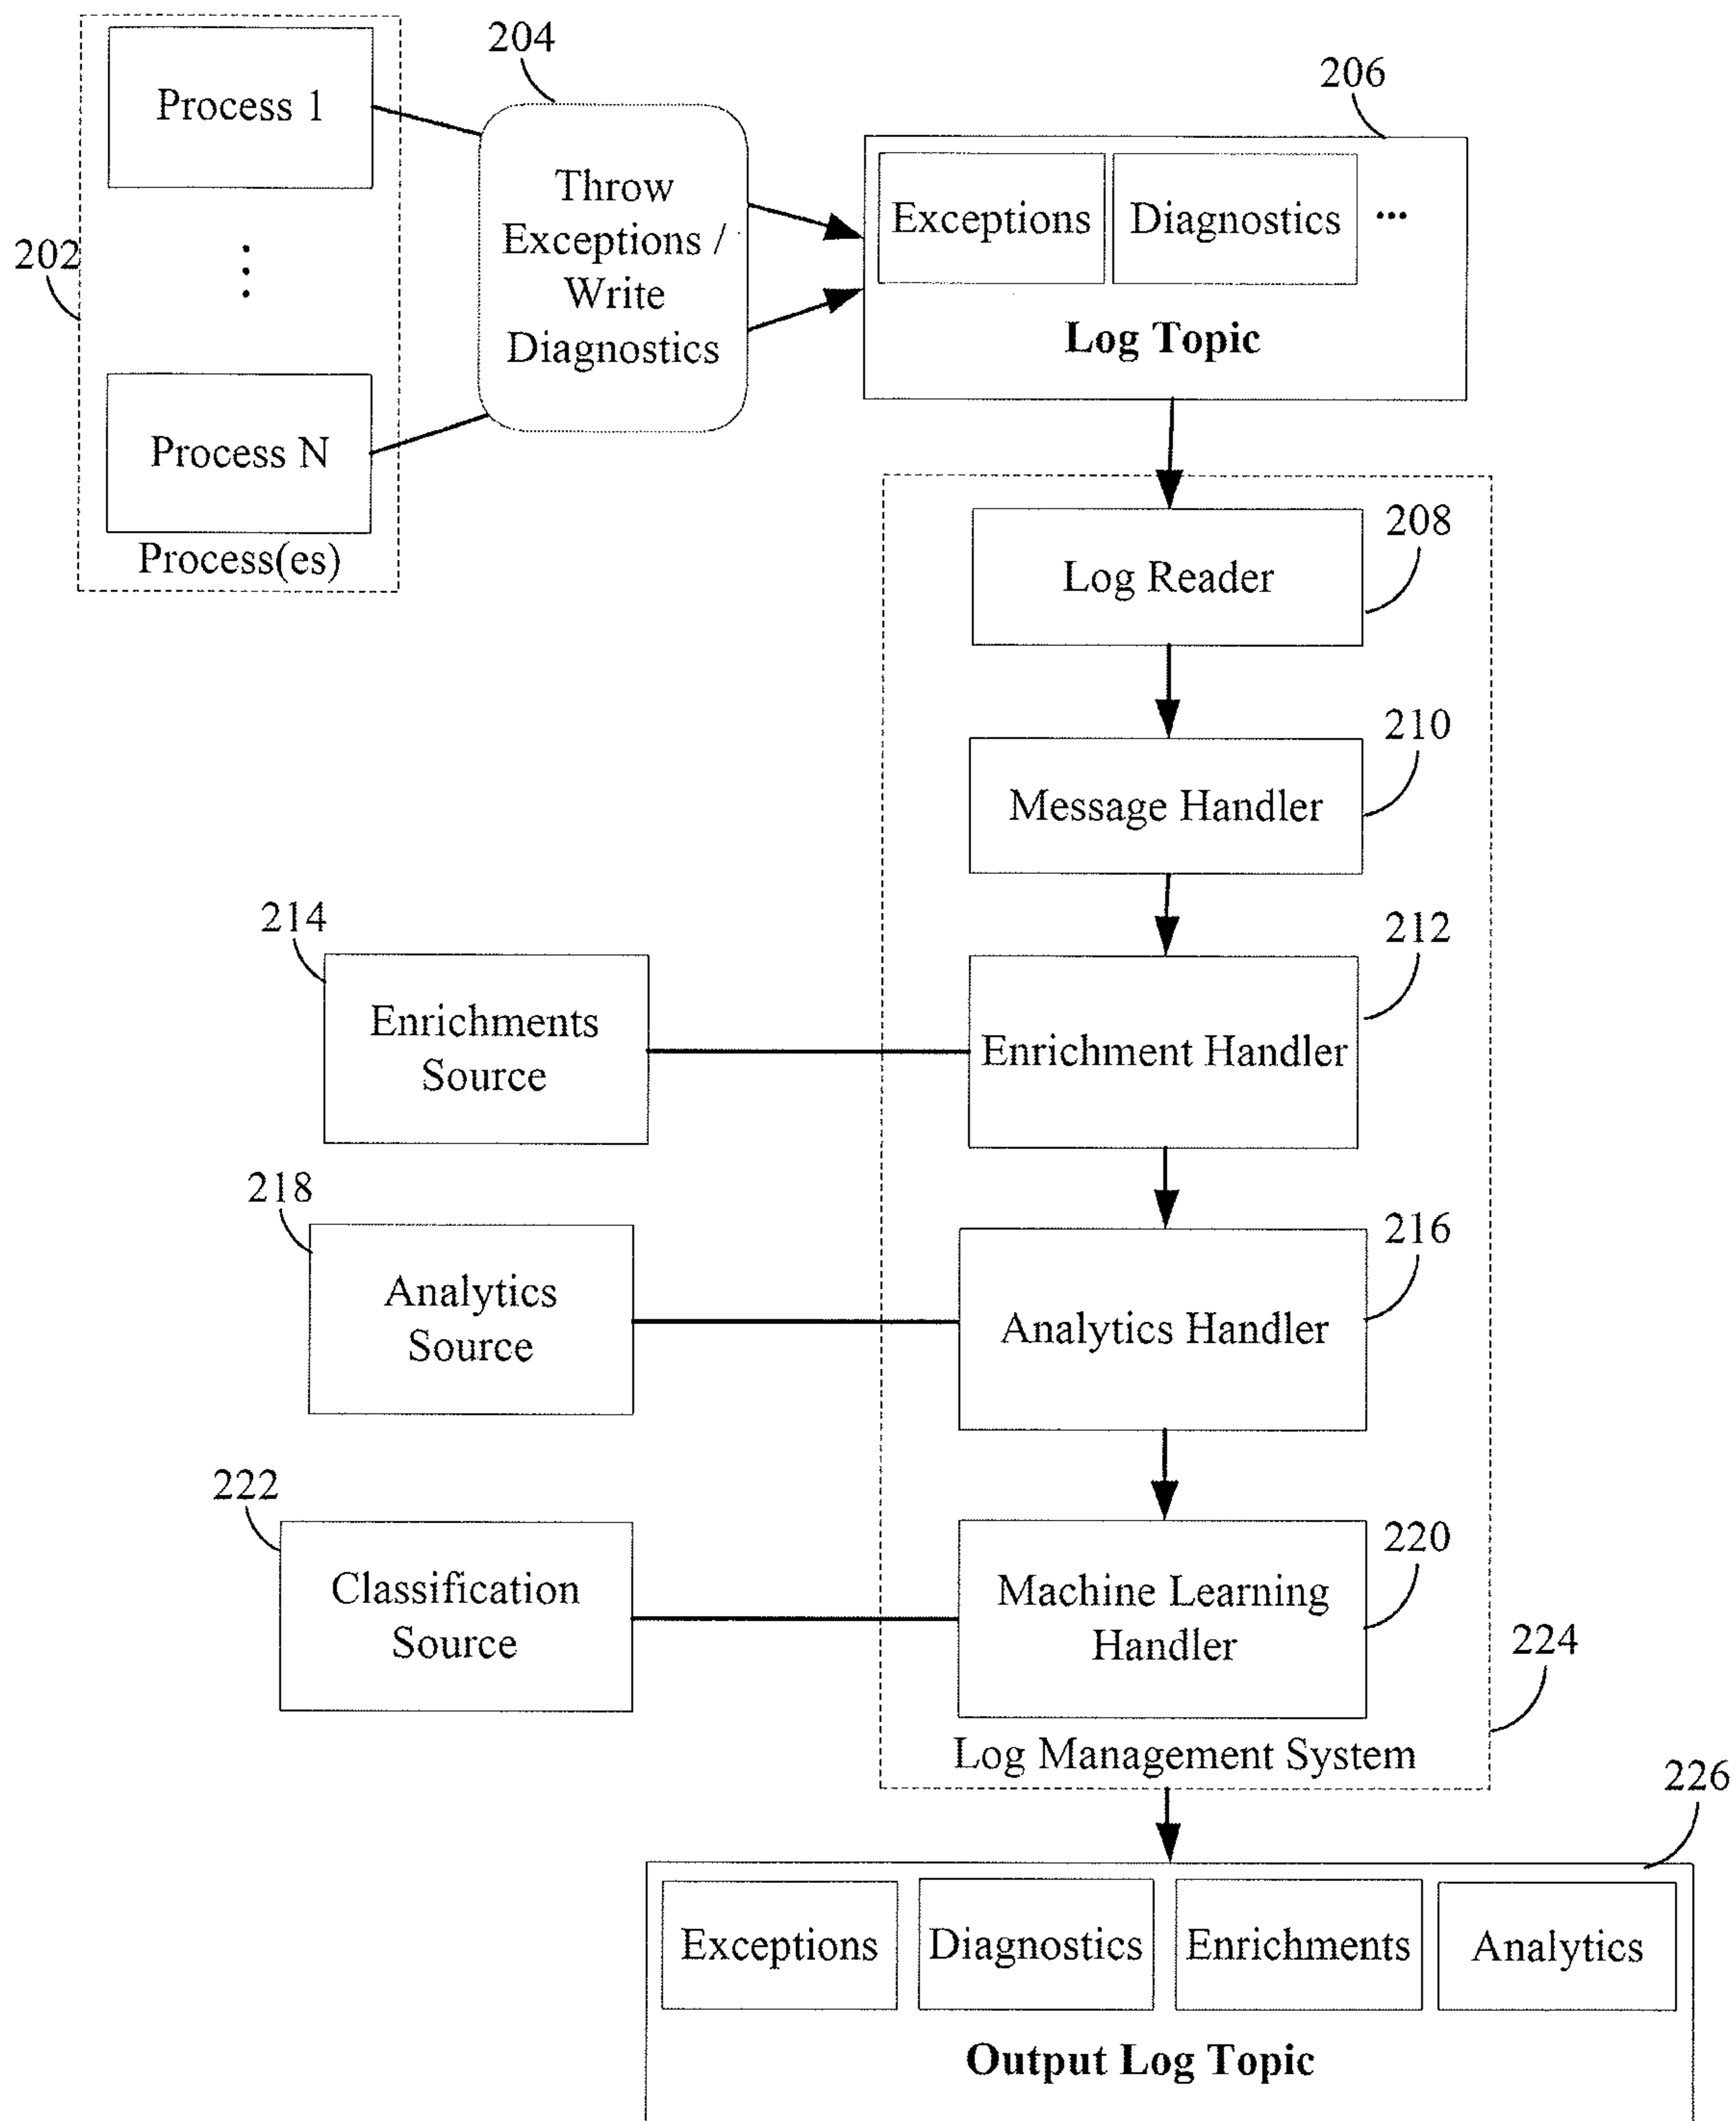 204
206
Process 1
Throw
Exceptions /
Write
Diagnostics
Exceptions
Diagnostics
...
Log Topic
202
Process N
Process(es)
208
Log Reader
210
Message Handler
214
212
Enrichments
Source
Enrichment Handler
218
216
Analytics
Source
Analytics Handler
222
220
Classification
Source
Machine Learning
Handler
224
Log Management System
226
Exceptions
Diagnostics
Enrichments
Analytics
Output Log Topic